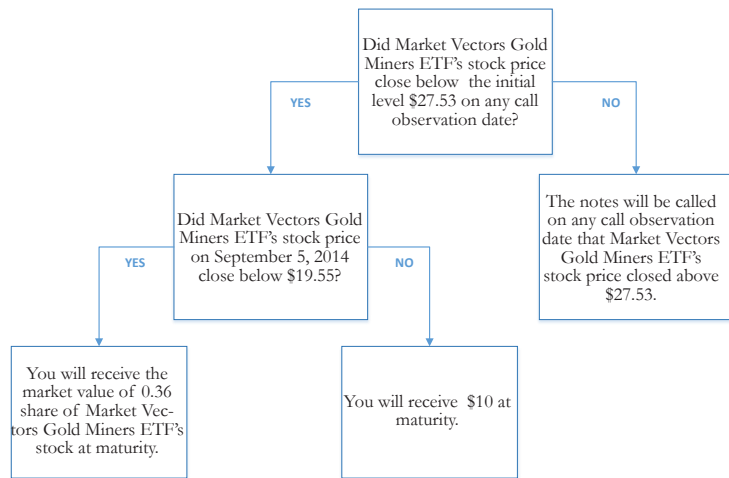 Did Market Vectors Gold
Miners ETF's stock price
close below the initial
level $27.53 on any call
observation date?
YES
NO
Did Market Vectors Gold
Miners ETF's stock price
on September 5, 2014
close below $19.55?
The notes will be called
on any call observation
date that Market Vectors
Gold Miners ETF's
stock price closed above
$27.53.
YES
NO
You will receive the
market value of 0.36
share of Market Vec-
tors Gold Miners ETF's
stock at maturity.
You will receive $10 at
maturity.